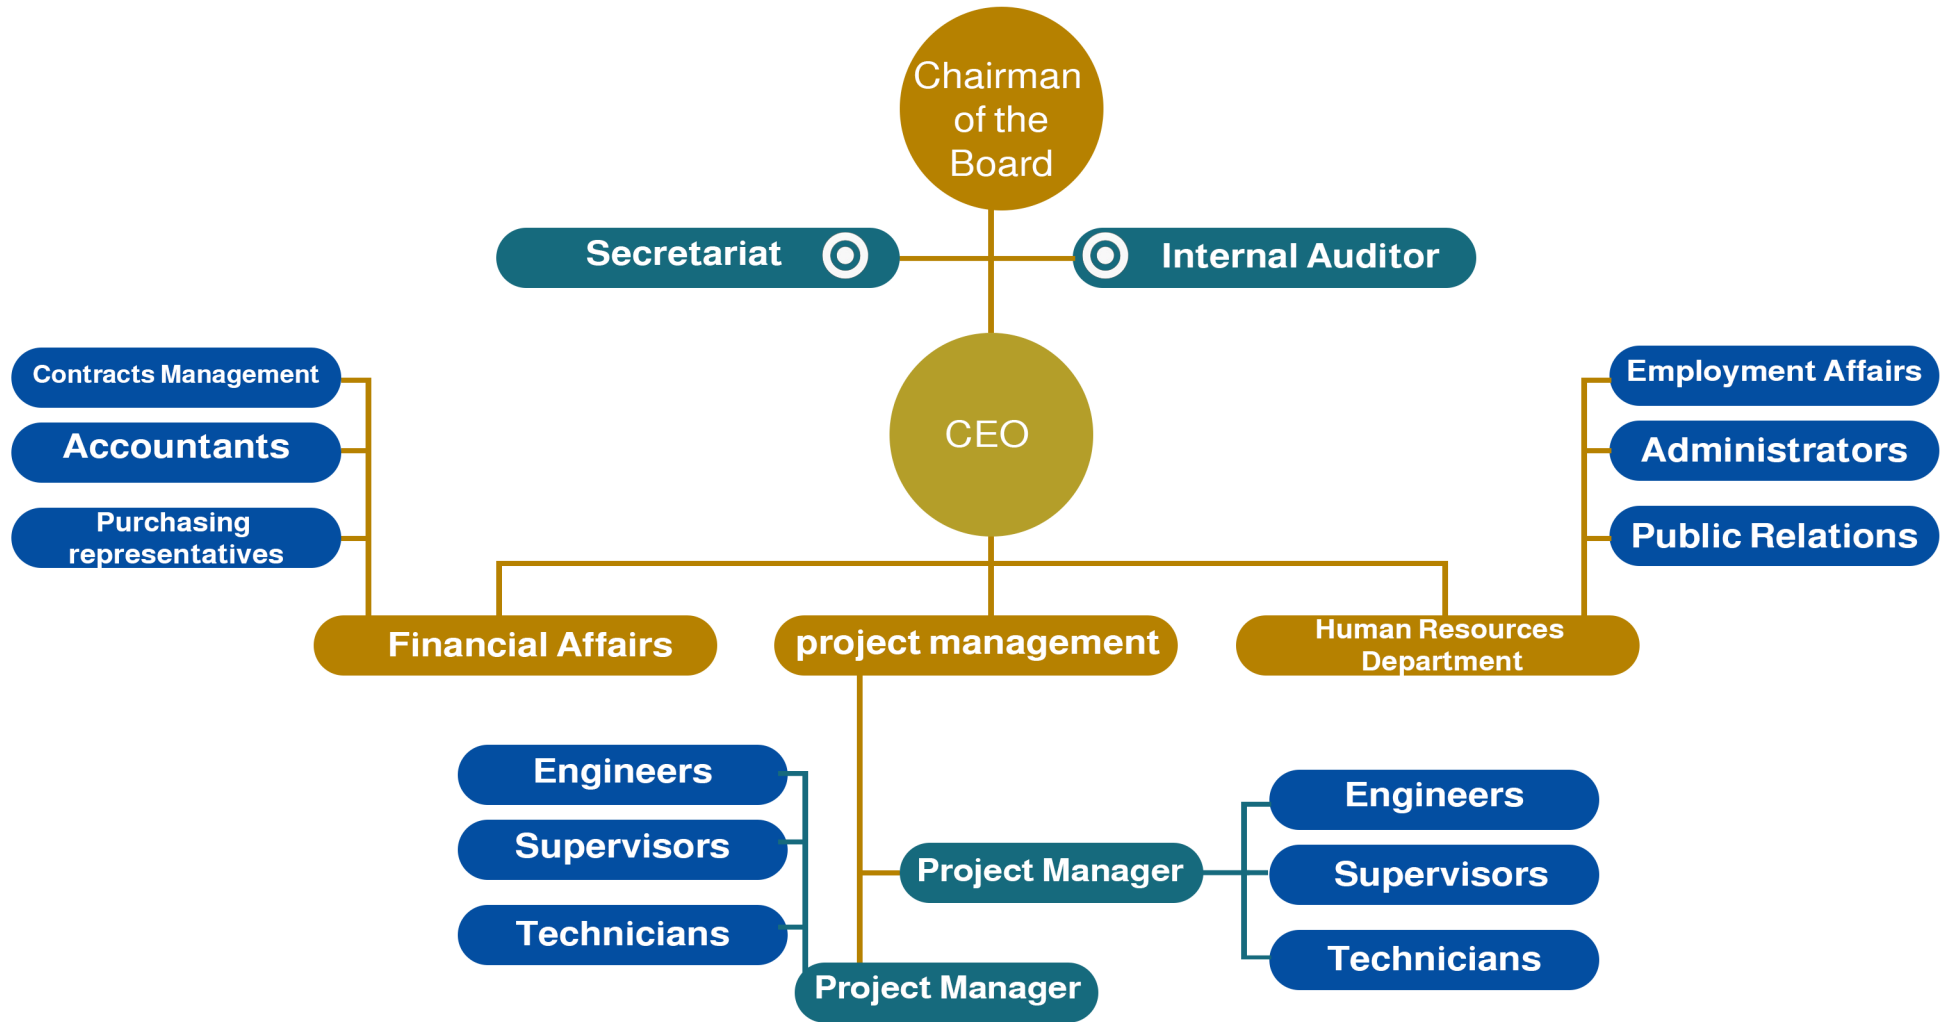 Chairman
of the
Board
Secretariat
Internal Auditor
CEO
Contracts Management
Accountants
Purchasing
representatives
Employment Affairs
Administrators
Public Relations
Financial Affairs
project management
Human Resources
Department
Engineers
Supervisors
Technicians
Project Manager
Engineers
Supervisors
Technicians
Project Manager